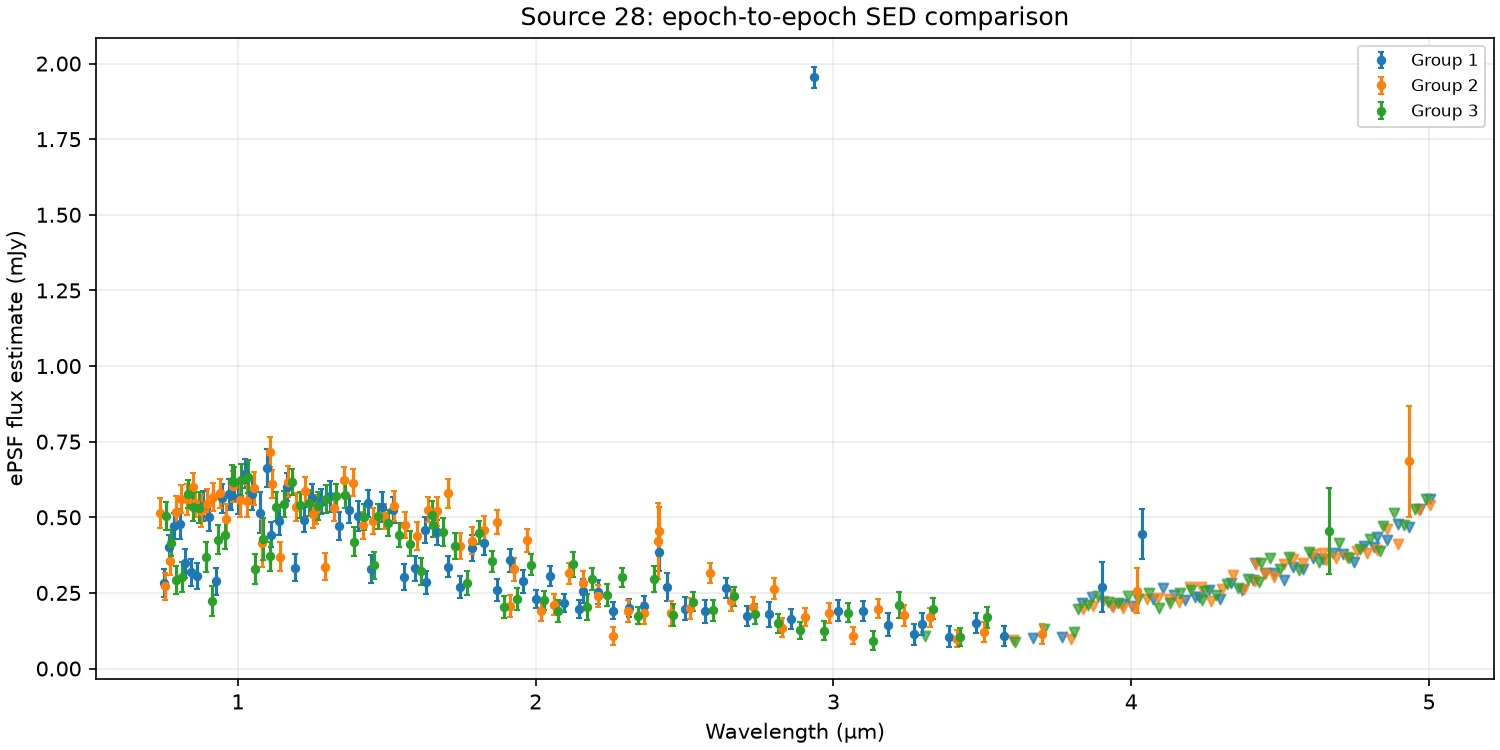 Source 28: epoch-to-epoch SED comparison
ePSF flux estimate (mJy)
2.00
1.75
1.50
1.25
1.00
0.75
0.50
0.25
0.00
Group 1
Group 2
Group 3
1 2 3 4 5
Wavelength (µm)